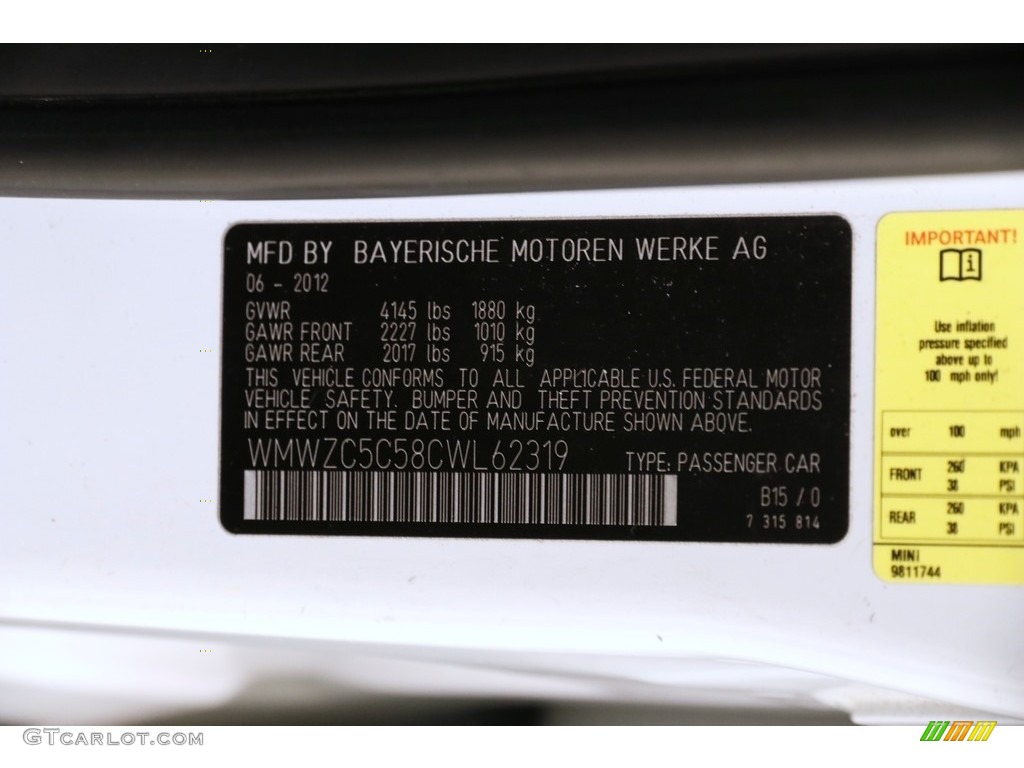 MFD BY BAYERISCHE MOTOREN WERKE AG
06 - 2012
GVWR 4145 lbs 1880 kg
GAWR FRONT 2227 lbs 1010 kg
GAWR REAR 2017 lbs 915 kg
THIS VEHICLE CONFORMS TO ALL APPLICABLE U.S. FEDERAL MOTOR
VEHICLE SAFETY. BUMPER AND THEFT PREVENTION STANDARDS
IN EFFECT ON THE DATE OF MANUFACTURE SHOWN ABOVE.
WMWZC5C58CWL62319 TYPE: PASSENGER CAR
B15 / 0
7 315 814
IMPORTANT!
i
Use inflation
pressure specified
above up to
100 mph only!
over 100 mph
FRONT 260 KPA
38 PSI
REAR 260 KPA
38 PSI
MINI
9811744
GTCARLOT.COM